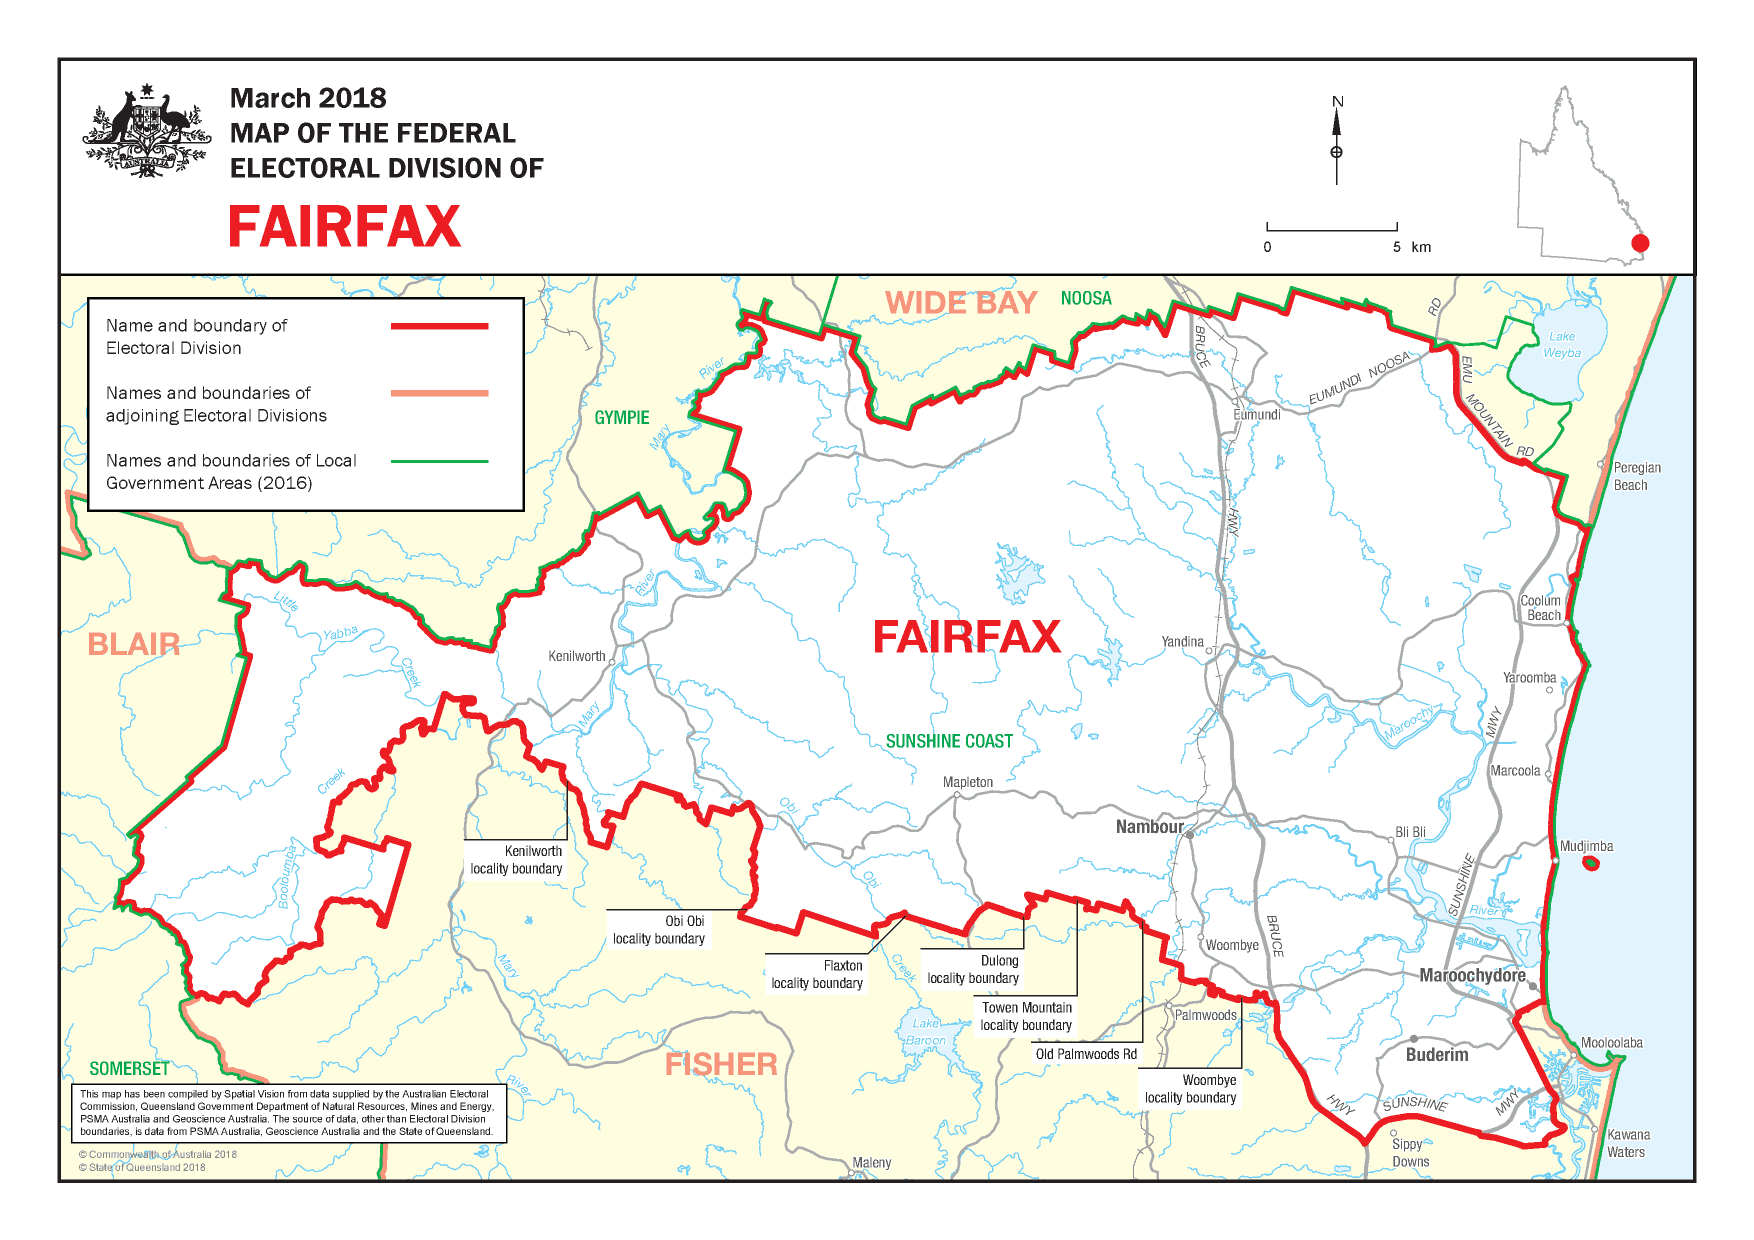 March 2018
MAP OF THE FEDERAL
ELECTORAL DIVISION OF
FAIRFAX
AUSTRALIA
N
0 5 km
Name and boundary of
Electoral Division
Names and boundaries of
adjoining Electoral Divisions
Names and boundaries of Local
Government Areas (2016)
WIDE BAY
NOOSA
GYMPIE
River
Mary
BRUCE
HWY
RD
EUMUNDI NOOSA
EMU
MOUNTAIN
RD
Lake
Weyba
Eumundi
Peregian
Beach
BLAIR
Little
Yabba
Creek
River
Kenilworth
Mary
FAIRFAX
Yandina
Coolum
Beach
Yaroomba
Maroochy
MWY
SUNSHINE COAST
Creek
Mapleton
Marcoola
Obi
Nambour
Bli Bli
Mudjimba
Kenilworth
locality boundary
Booloumba
Obi
SUNSHINE
River
Obi Obi
locality boundary
Flaxton
locality boundary
Creek
Dulong
locality boundary
Woombye
BRUCE
Maroochydore
Mary
Towen Mountain
locality boundary
Palmwoods
Lake
Baroon
Old Palmwoods Rd
Buderim
Mooloolaba
SOMERSET
FISHER
River
Woombye
locality boundary
HWY
SUNSHINE
MWY
Sippy
Downs
Kawana
Waters
Maleny
This map has been compiled by Spatial Vision from data supplied by the Australian Electoral
Commission, Queensland Government Department of Natural Resources, Mines and Energy,
PSMA Australia and Geoscience Australia. The source of data, other than Electoral Division
boundaries, is data from PSMA Australia, Geoscience Australia and the State of Queensland.
© Commonwealth of Australia 2018
© State of Queensland 2018